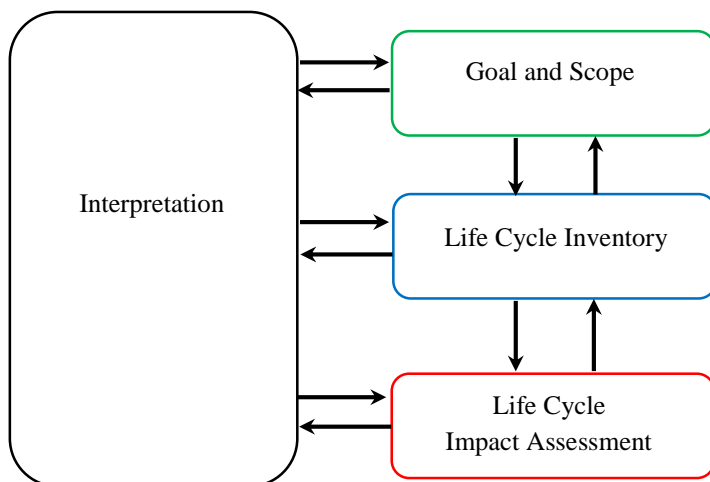 Goal and Scope
Interpretation
Life Cycle Inventory
Life Cycle
Impact Assessment